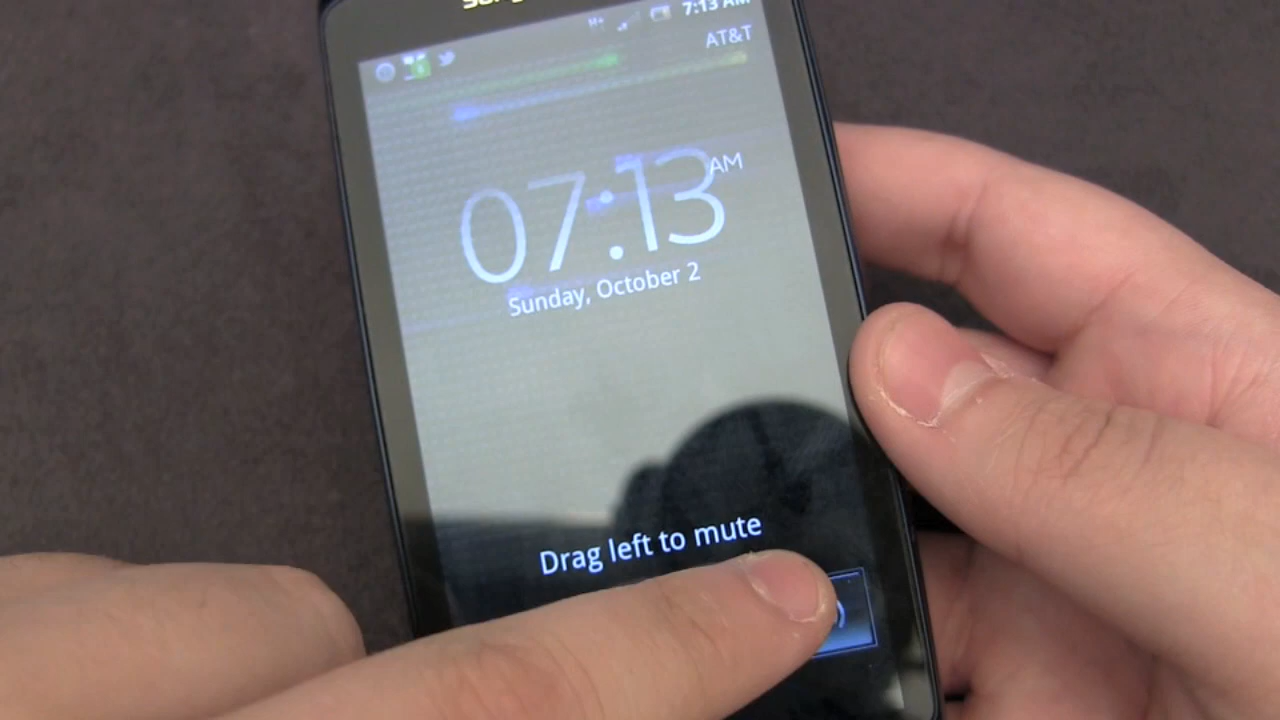 7:13 AM
AT&T
07:13 AM
Sunday, October 2
Drag left to mute